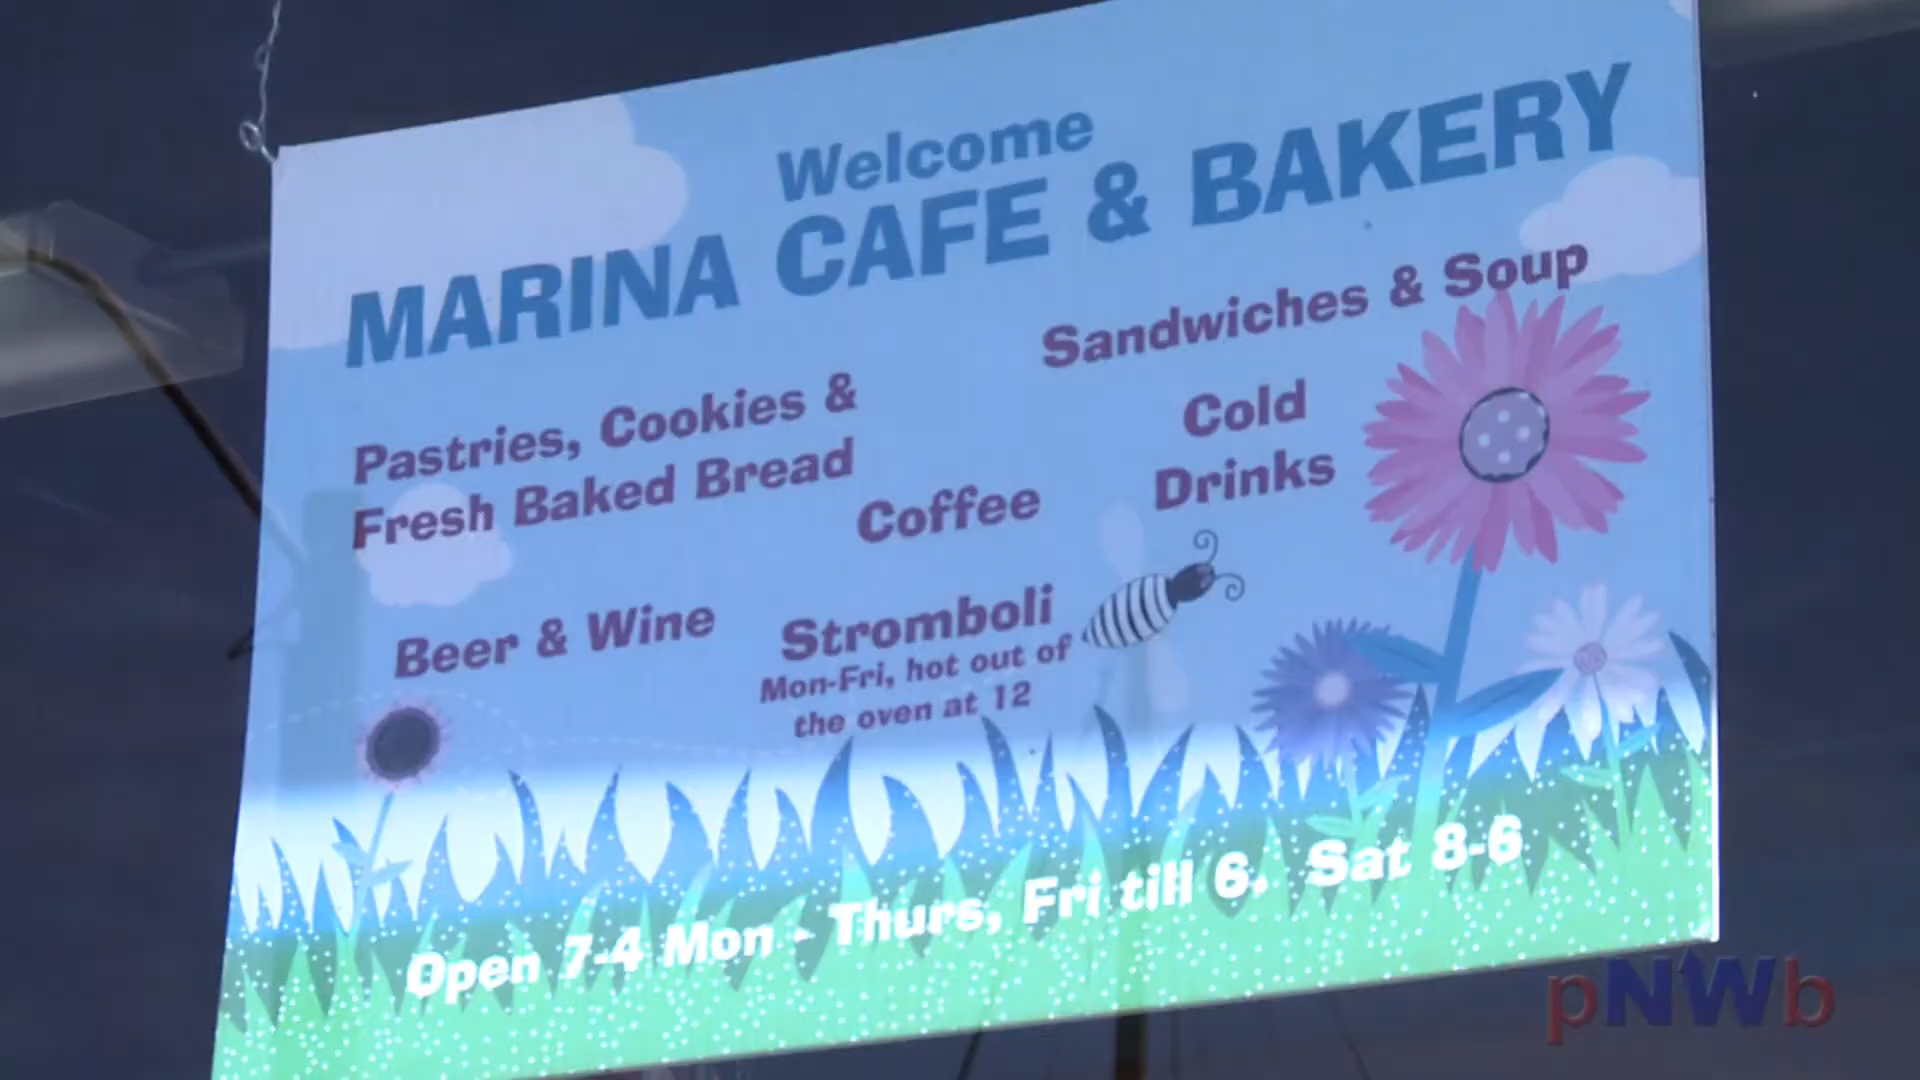 Welcome
MARINA CAFE & BAKERY
Sandwiches & Soup
Pastries, Cookies &
Fresh Baked Bread
Cold
Drinks
Coffee
Beer & Wine
Stromboli
Mon-Fri, hot out of
the oven at 12
Open 7-4 Mon - Thurs, Fri till 6. Sat 8-6
pNWb